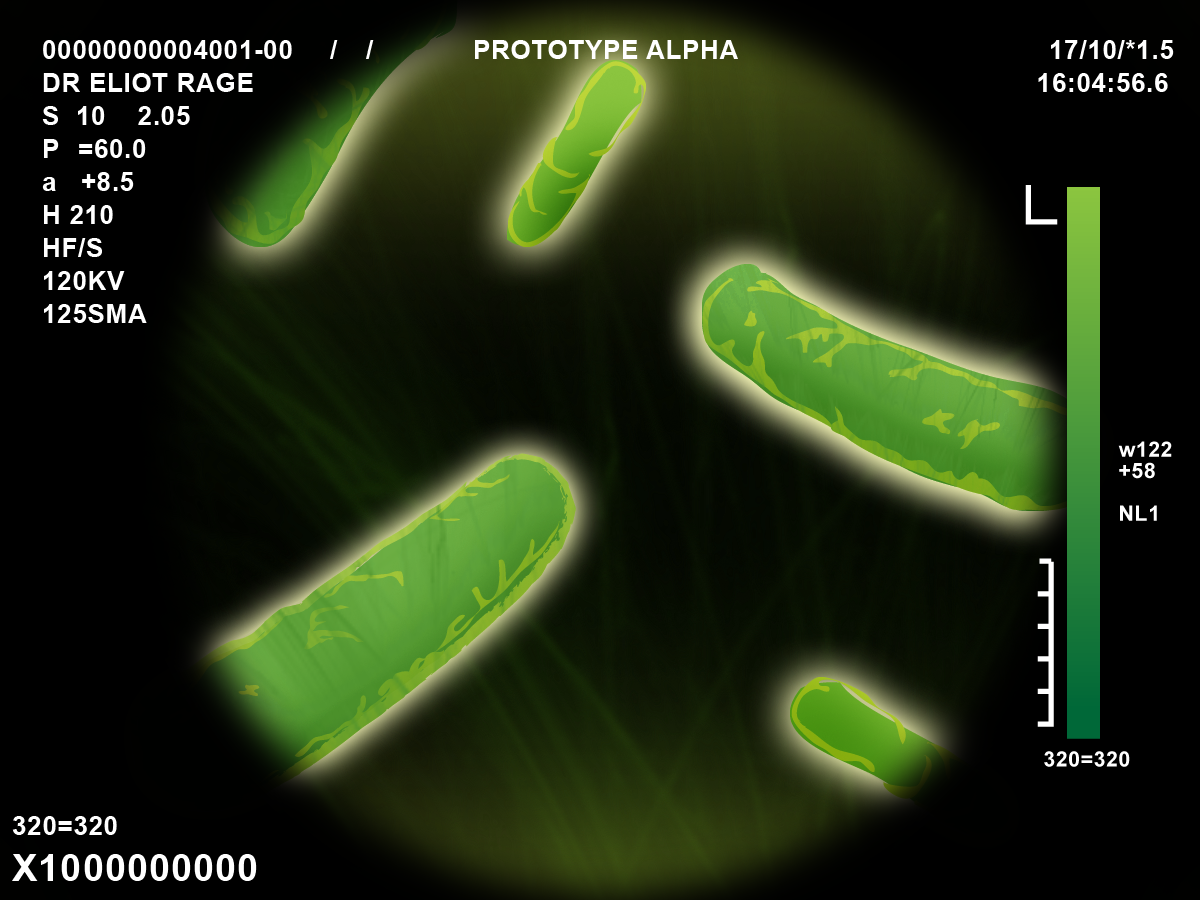 00000000004001-00 / /
PROTOTYPE ALPHA
17/10/*1.5
DR ELIOT RAGE
16:04:56.6
S 10 2.05
P =60.0
a +8.5
H 210
HF/S
120KV
125SMA
L
w122
+58
NL1
320=320
320=320
X1000000000